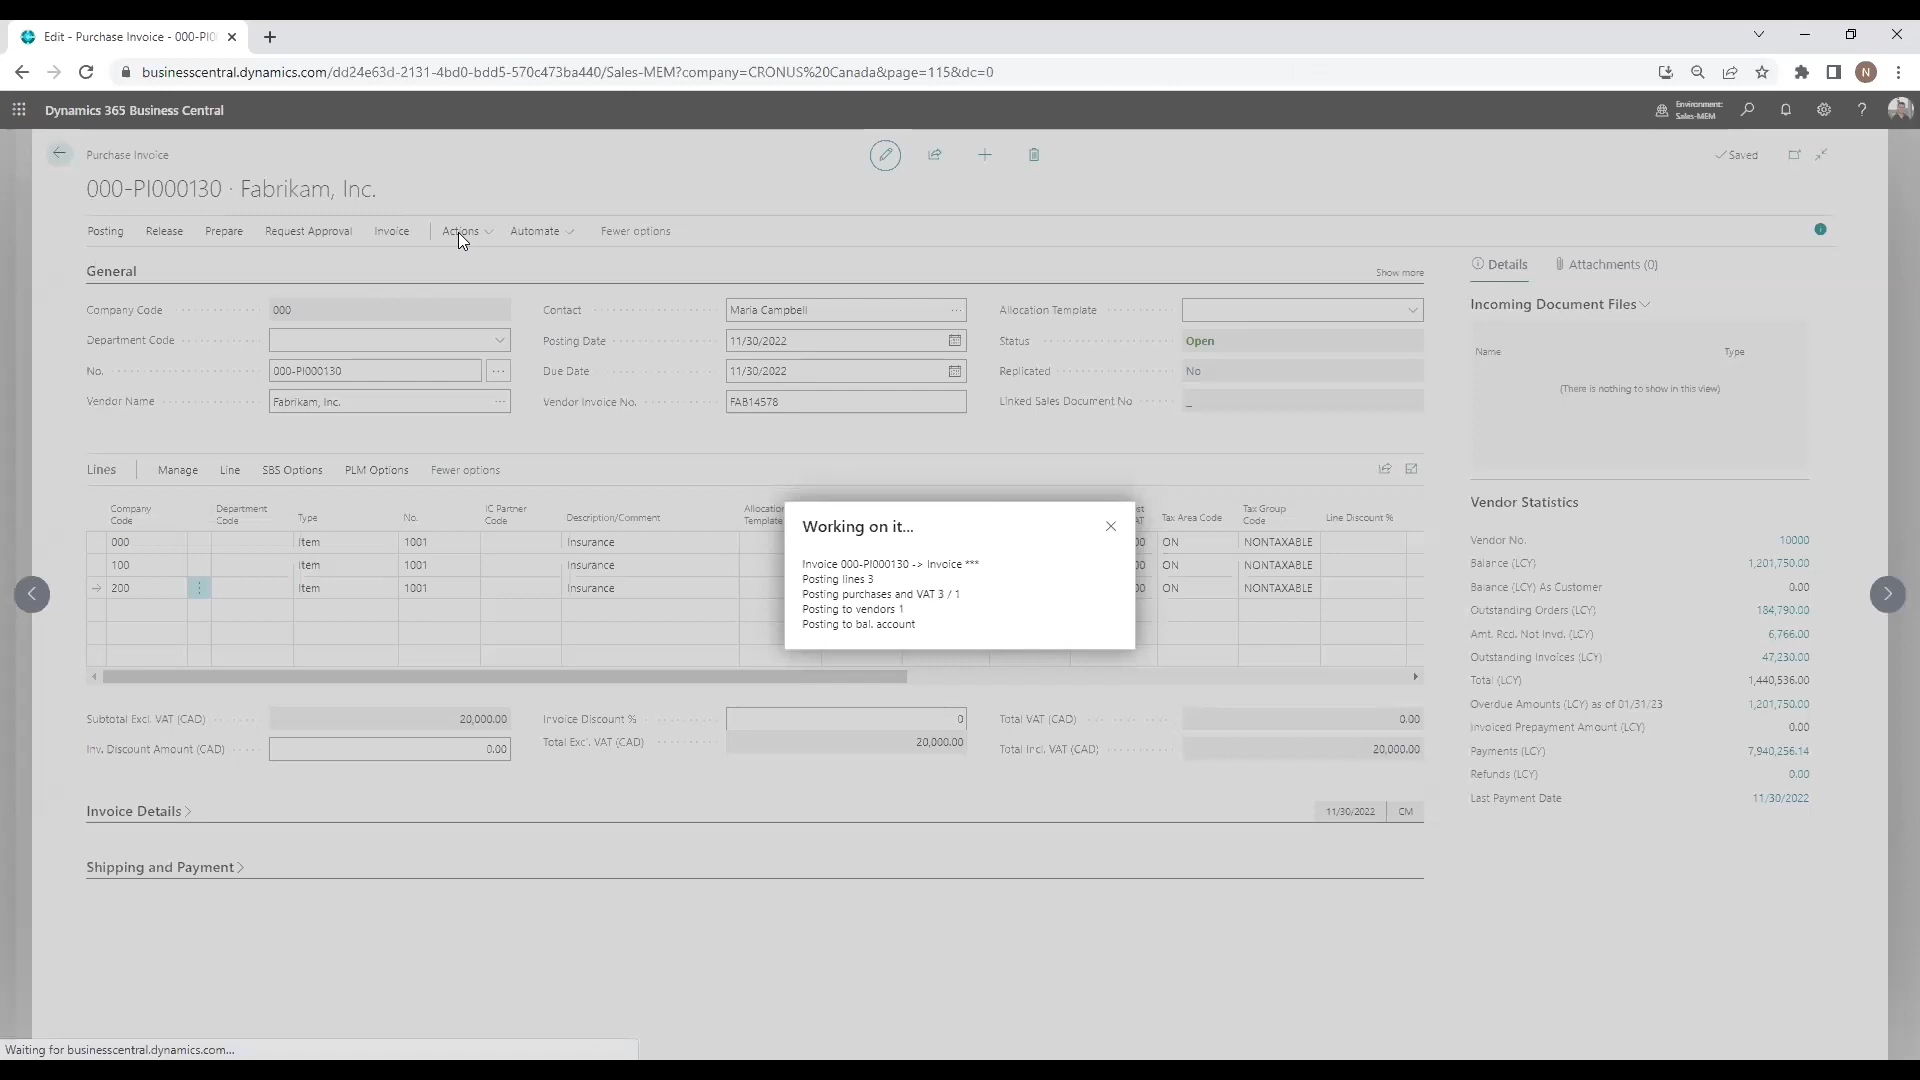 Edit - Purchase Invoice - 000-PI0
businesscentral.dynamics.com/dd24e63d-2131-4bd0-bdd5-570c473ba440/Sales-MEM?company=CRONUS%20Canada&page=115&dc=0
N
Dynamics 365 Business Central
Environment:
Sales-MEM
Purchase Invoice
Saved
000-PI000130 · Fabrikam, Inc.
Posting Release Prepare Request Approval Invoice Actions Automate Fewer options
General
Show more
Company Code 000
Department Code
No. 000-PI000130
Vendor Name Fabrikam, Inc.
Contact Maria Campbell
Posting Date 11/30/2022
Due Date 11/30/2022
Vendor Invoice No. FAB14578
Allocation Template
Status Open
Replicated No
Linked Sales Document No _
Details Attachments (0)
Incoming Document Files
Name Type
(There is nothing to show in this view)
Lines Manage Line SBS Options PLM Options Fewer options
Company Code Department Code Type No. IC Partner Code Description/Comment Tax Area Code Tax Group Code Line Discount %
000 Item 1001 Insurance ON NONTAXABLE
100 Item 1001 Insurance ON NONTAXABLE
200 Item 1001 Insurance ON NONTAXABLE
Working on it...
Invoice 000-PI000130 -> Invoice ***
Posting lines 3
Posting purchases and VAT 3 / 1
Posting to vendors 1
Posting to bal. account
Subtotal Excl. VAT (CAD) 20,000.00
Inv. Discount Amount (CAD) 0.00
Invoice Discount % 0
Total Excl. VAT (CAD) 20,000.00
Total VAT (CAD) 0.00
Total Incl. VAT (CAD) 20,000.00
Invoice Details 11/30/2022 CM
Shipping and Payment
Vendor Statistics
Vendor No. 10000
Balance (LCY) 1,201,750.00
Balance (LCY) As Customer 0.00
Outstanding Orders (LCY) 184,790.00
Amt. Rcd. Not Invd. (LCY) 6,766.00
Outstanding Invoices (LCY) 47,230.00
Total (LCY) 1,440,536.00
Overdue Amounts (LCY) as of 01/31/23 1,201,750.00
Invoiced Prepayment Amount (LCY) 0.00
Payments (LCY) 7,940,256.14
Refunds (LCY) 0.00
Last Payment Date 11/30/2022
Waiting for businesscentral.dynamics.com...